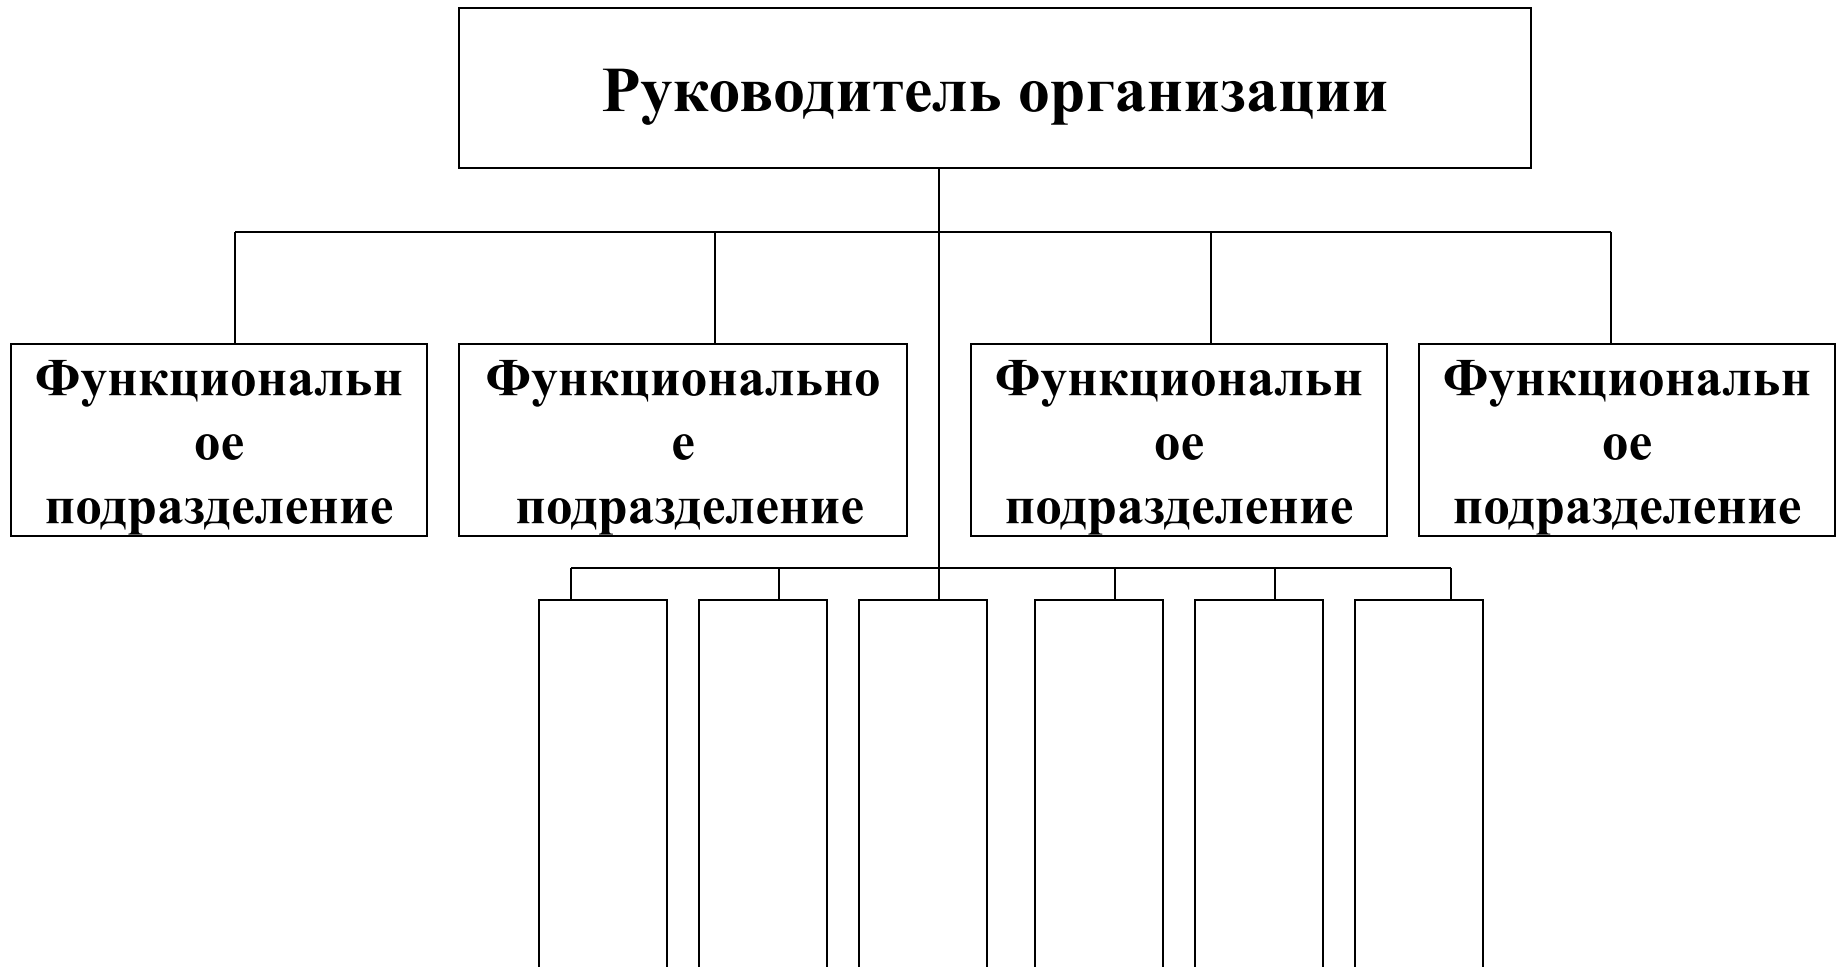 Руководитель организации
Функциональн
ое
подразделение
Функционально
е
подразделение
Функциональн
ое
подразделение
Функциональн
ое
подразделение